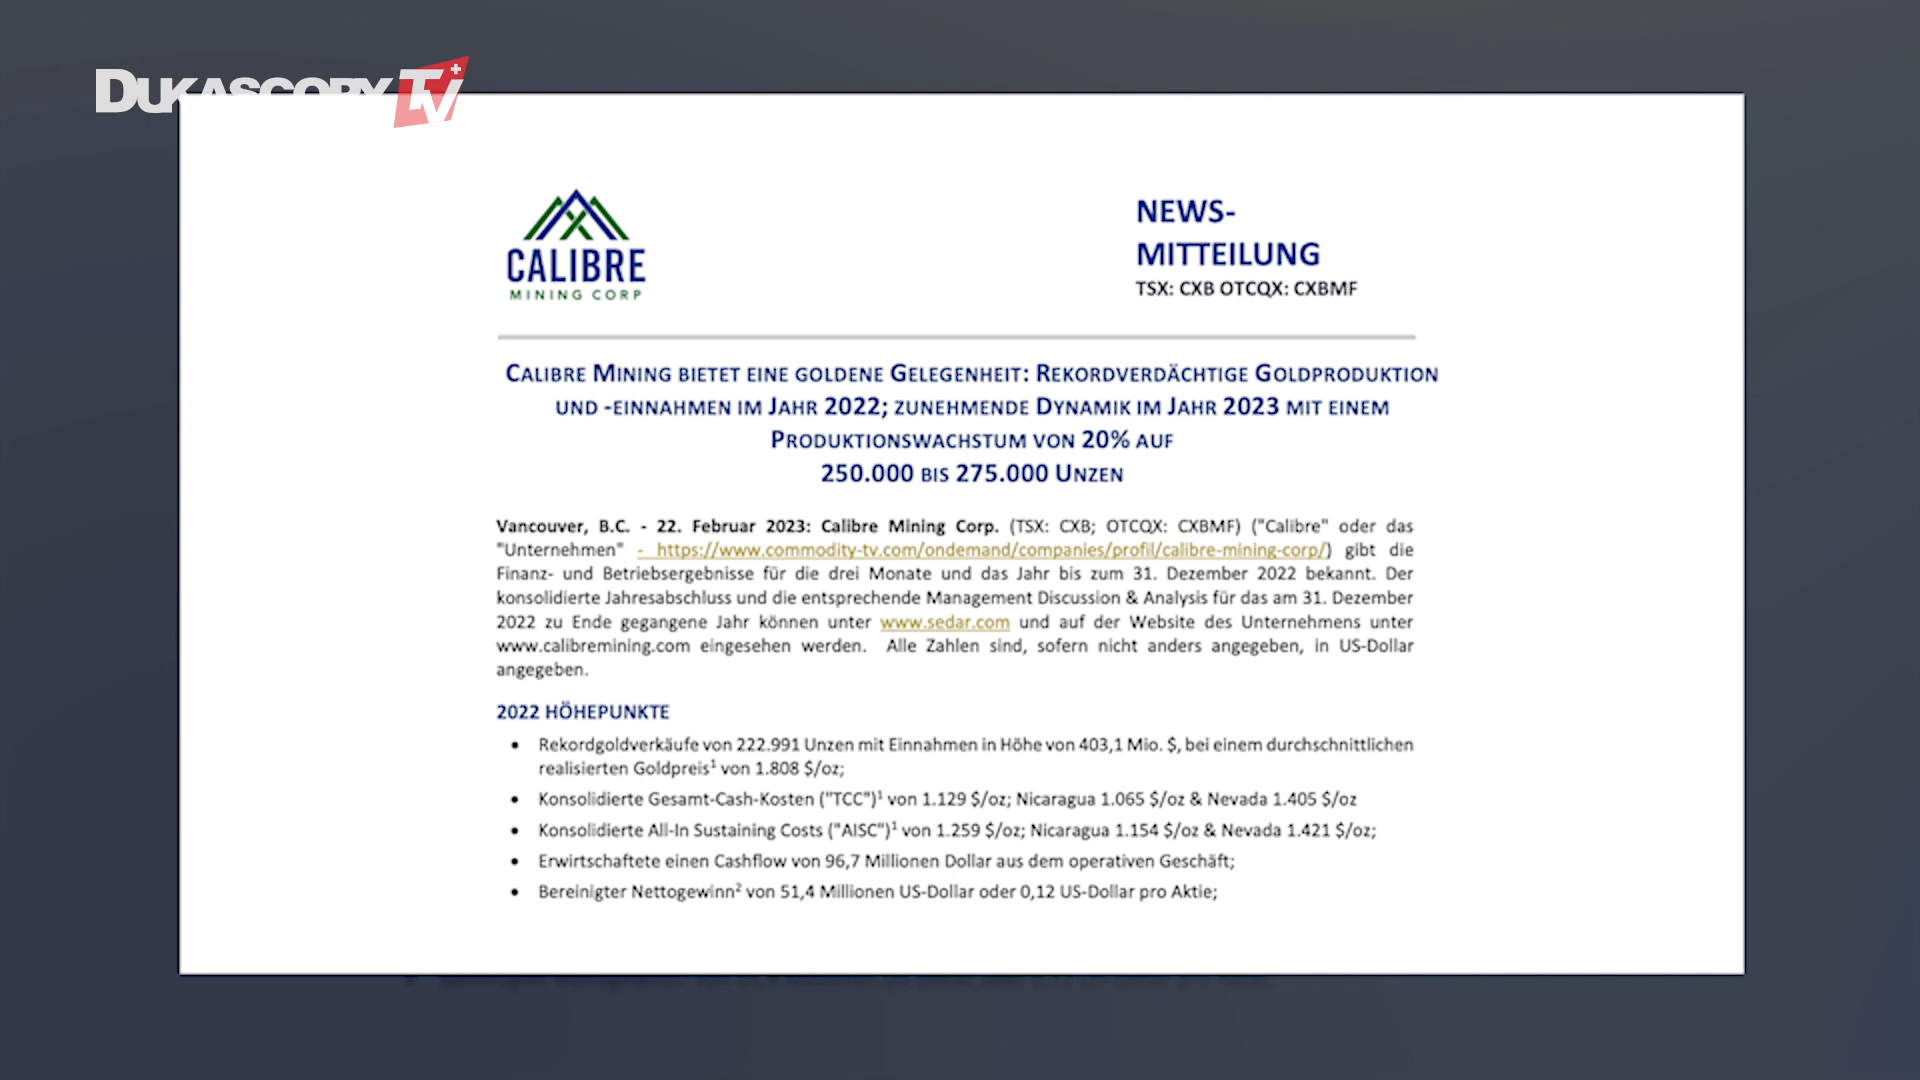 DUKASCOPY TV
CALIBRE
MINING CORP
NEWS-
MITTEILUNG
TSX: CXB OTCQX: CXBMF
CALIBRE MINING BIETET EINE GOLDENE GELEGENHEIT: REKORDVERDÄCHTIGE GOLDPRODUKTION
UND -EINNAHMEN IM JAHR 2022; ZUNEHMENDE DYNAMIK IM JAHR 2023 MIT EINEM
PRODUKTIONSWACHSTUM VON 20% AUF
250.000 BIS 275.000 UNZEN
Vancouver, B.C. - 22. Februar 2023: Calibre Mining Corp. (TSX: CXB; OTCQX: CXBMF) ("Calibre" oder das
"Unternehmen" - https://www.commodity-tv.com/ondemand/companies/profil/calibre-mining-corp/) gibt die
Finanz- und Betriebsergebnisse für die drei Monate und das Jahr bis zum 31. Dezember 2022 bekannt. Der
konsolidierte Jahresabschluss und die entsprechende Management Discussion & Analysis für das am 31. Dezember
2022 zu Ende gegangene Jahr können unter www.sedar.com und auf der Website des Unternehmens unter
www.calibremining.com eingesehen werden. Alle Zahlen sind, sofern nicht anders angegeben, in US-Dollar
angegeben.
2022 HÖHEPUNKTE
• Rekordgoldverkäufe von 222.991 Unzen mit Einnahmen in Höhe von 403,1 Mio. $, bei einem durchschnittlichen
realisierten Goldpreis¹ von 1.808 $/oz;
• Konsolidierte Gesamt-Cash-Kosten ("TCC")¹ von 1.129 $/oz; Nicaragua 1.065 $/oz & Nevada 1.405 $/oz
• Konsolidierte All-In Sustaining Costs ("AISC")¹ von 1.259 $/oz; Nicaragua 1.154 $/oz & Nevada 1.421 $/oz;
• Erwirtschaftete einen Cashflow von 96,7 Millionen Dollar aus dem operativen Geschäft;
• Bereinigter Nettogewinn² von 51,4 Millionen US-Dollar oder 0,12 US-Dollar pro Aktie;